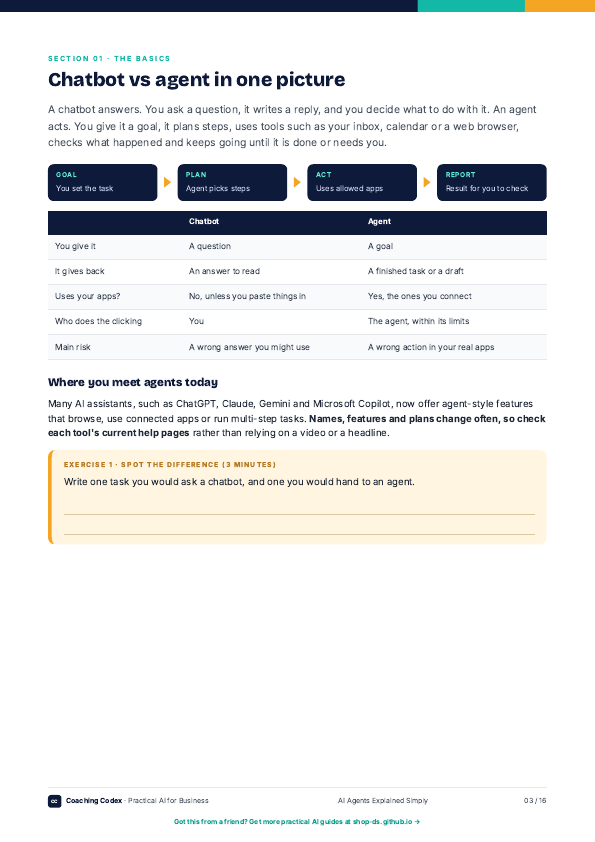 SECTION 01 · THE BASICS
Chatbot vs agent in one picture
A chatbot answers. You ask a question, it writes a reply, and you decide what to do with it. An agent
acts. You give it a goal, it plans steps, uses tools such as your inbox, calendar or a web browser,
checks what happened and keeps going until it is done or needs you.
GOAL
You set the task
PLAN
Agent picks steps
ACT
Uses allowed apps
REPORT
Result for you to check
Chatbot Agent
You give it A question A goal
It gives back An answer to read A finished task or a draft
Uses your apps? No, unless you paste things in Yes, the ones you connect
Who does the clicking You The agent, within its limits
Main risk A wrong answer you might use A wrong action in your real apps
Where you meet agents today
Many AI assistants, such as ChatGPT, Claude, Gemini and Microsoft Copilot, now offer agent-style features
that browse, use connected apps or run multi-step tasks. Names, features and plans change often, so check
each tool's current help pages rather than relying on a video or a headline.
EXERCISE 1 · SPOT THE DIFFERENCE (3 MINUTES)
Write one task you would ask a chatbot, and one you would hand to an agent.
cc Coaching Codex · Practical AI for Business AI Agents Explained Simply 03 / 16
Got this from a friend? Get more practical AI guides at shop-ds.github.io →